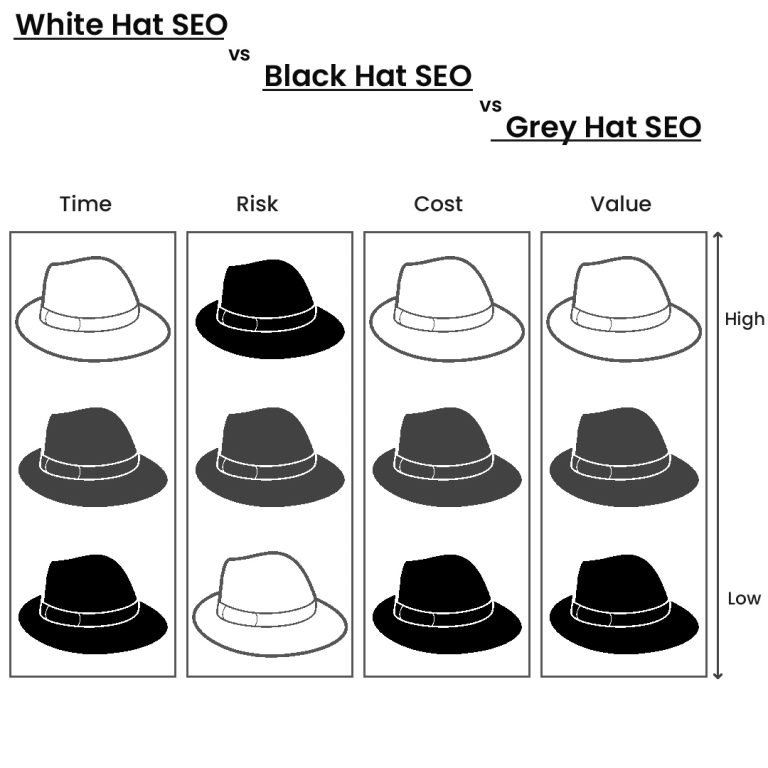 White Hat SEO
vs
Black Hat SEO
vs
Grey Hat SEO
Time Risk Cost Value
High
Low